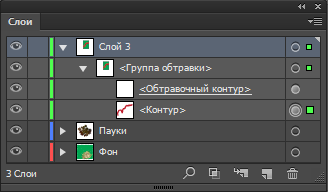 Слои
Слой 3
<Группа обтравки>
<Обтравочный контур>
<Контур>
Пауки
Фон
3 Слои